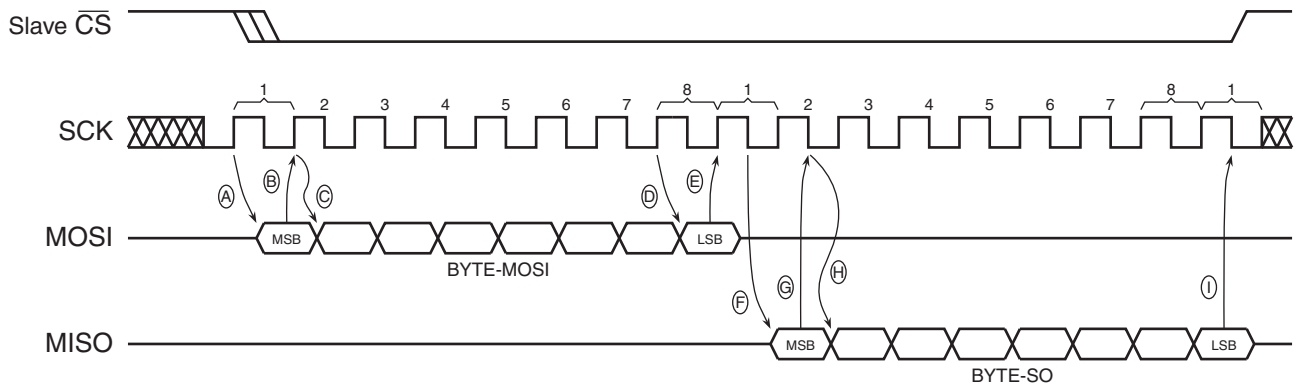 Slave CS
1 2 3 4 5 6 7 8 1 2 3 4 5 6 7 8 1
SCK
A B C D E
MOSI MSB LSB
BYTE-MOSI
F G H I
MISO MSB LSB
BYTE-SO